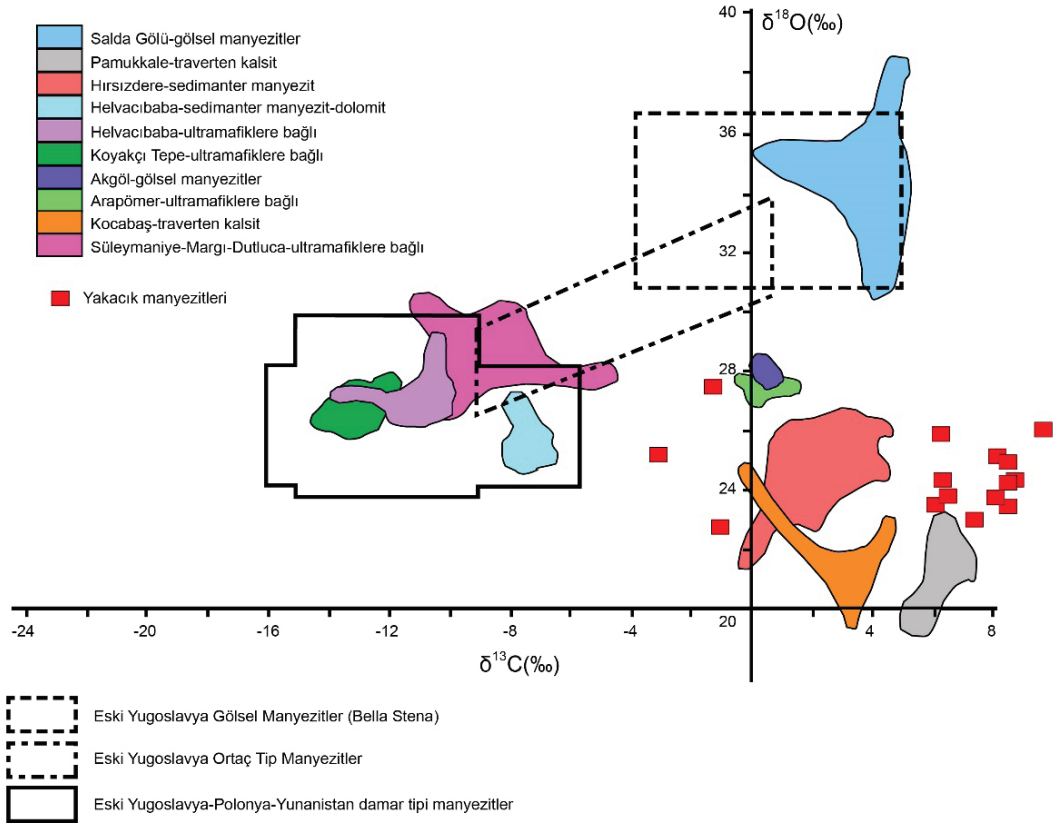 Salda Gölü-gölsel manyezitler
Pamukkale-traverten kalsit
Hırsızdere-sedimanter manyezit
Helvacıbaba-sedimanter manyezit-dolomit
Helvacıbaba-ultramafiklere bağlı
Koyakçı Tepe-ultramafiklere bağlı
Akgöl-gölsel manyezitler
Arapömer-ultramafiklere bağlı
Kocabaş-traverten kalsit
Süleymaniye-Margı-Dutluca-ultramafiklere bağlı
Yakacık manyezitleri
40
δ¹⁸O(‰)
36
32
28
24
20
-24
-20
-16
-12
-8
-4
4
8
δ¹³C(‰)
Eski Yugoslavya Gölsel Manyezitler (Bella Stena)
Eski Yugoslavya Ortaç Tip Manyezitler
Eski Yugoslavya-Polonya-Yunanistan damar tipi manyezitler